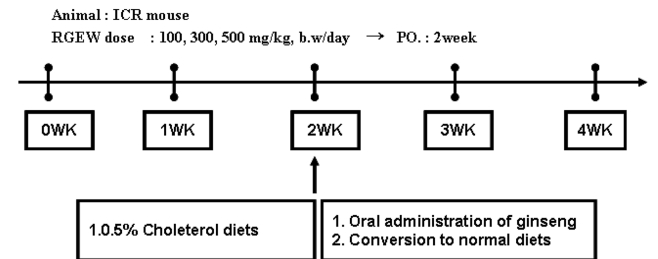 Animal : ICR mouse
RGEW dose : 100, 300, 500 mg/kg, b.w/day → PO. : 2week
0WK 1WK 2WK 3WK 4WK
1.0.5% Choleterol diets
1. Oral administration of ginseng
2. Conversion to normal diets